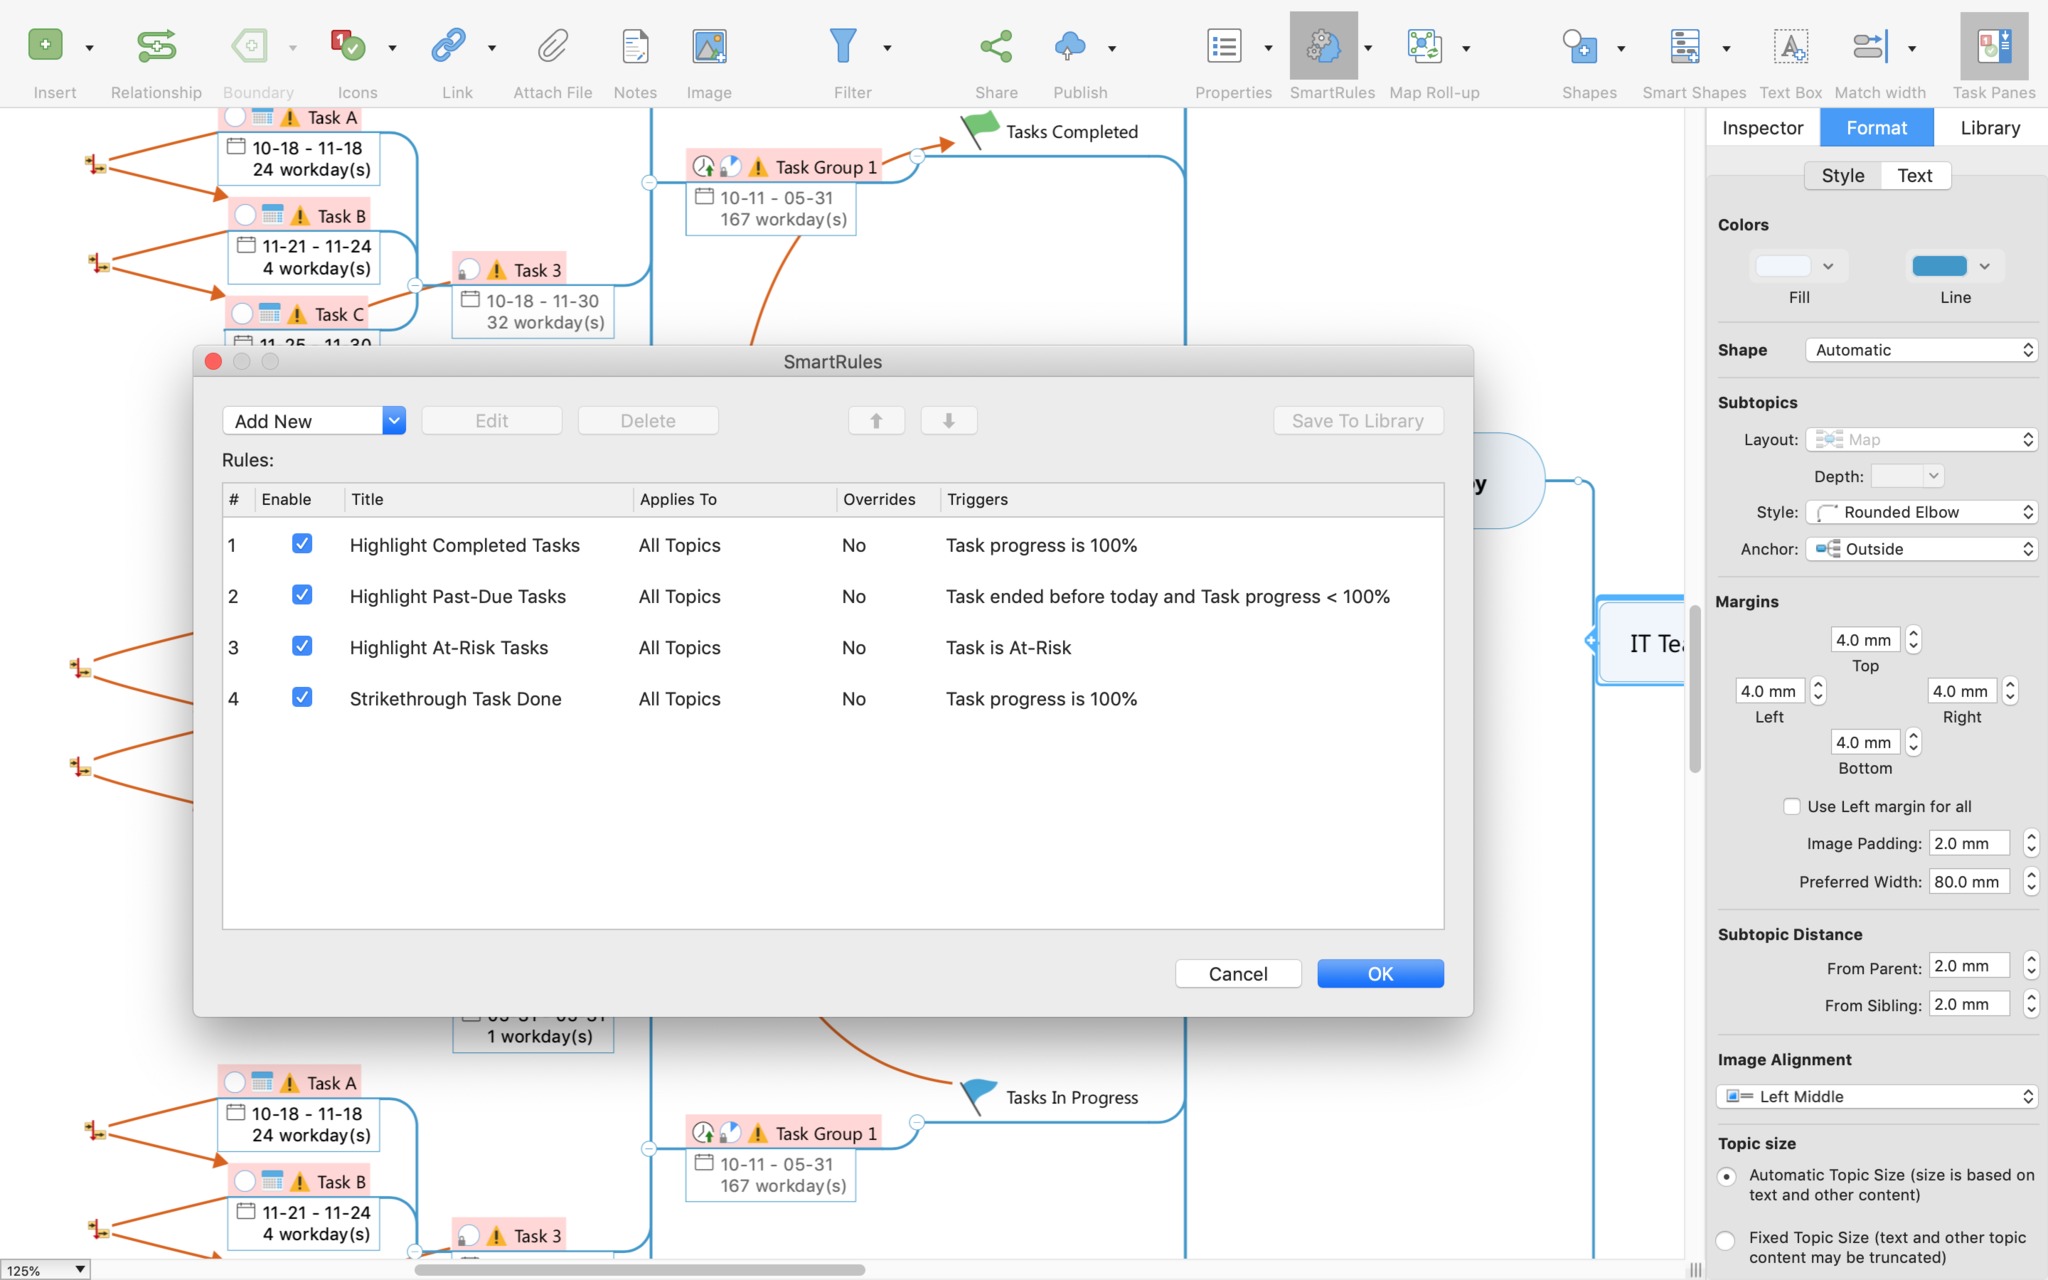 Insert
Relationship
Boundary
Icons
Link
Attach File
Notes
Image
Filter
Share
Publish
Properties
SmartRules
Map Roll-up
Shapes
Smart Shapes
Text Box
Match width
Task Panes
Task A
10-18 - 11-18
24 workday(s)
Task B
11-21 - 11-24
4 workday(s)
Task C
11-25 - 11-30
Task 3
10-18 - 11-30
32 workday(s)
Task Group 1
10-11 - 05-31
167 workday(s)
Tasks Completed
SmartRules
Add New
Edit
Delete
Save To Library
Rules:
# Enable Title Applies To Overrides Triggers
1 Highlight Completed Tasks All Topics No Task progress is 100%
2 Highlight Past-Due Tasks All Topics No Task ended before today and Task progress < 100%
3 Highlight At-Risk Tasks All Topics No Task is At-Risk
4 Strikethrough Task Done All Topics No Task progress is 100%
Cancel
OK
IT Tea
1 workday(s)
Task A
10-18 - 11-18
24 workday(s)
Task B
11-21 - 11-24
4 workday(s)
Task 3
Task Group 1
10-11 - 05-31
167 workday(s)
Tasks In Progress
125%
Inspector
Format
Library
Style
Text
Colors
Fill
Line
Shape Automatic
Subtopics
Layout: Map
Depth:
Style: Rounded Elbow
Anchor: Outside
Margins
4.0 mm
Top
4.0 mm
Left
4.0 mm
Right
4.0 mm
Bottom
Use Left margin for all
Image Padding: 2.0 mm
Preferred Width: 80.0 mm
Subtopic Distance
From Parent: 2.0 mm
From Sibling: 2.0 mm
Image Alignment
Left Middle
Topic size
Automatic Topic Size (size is based on
text and other content)
Fixed Topic Size (text and other topic
content may be truncated)